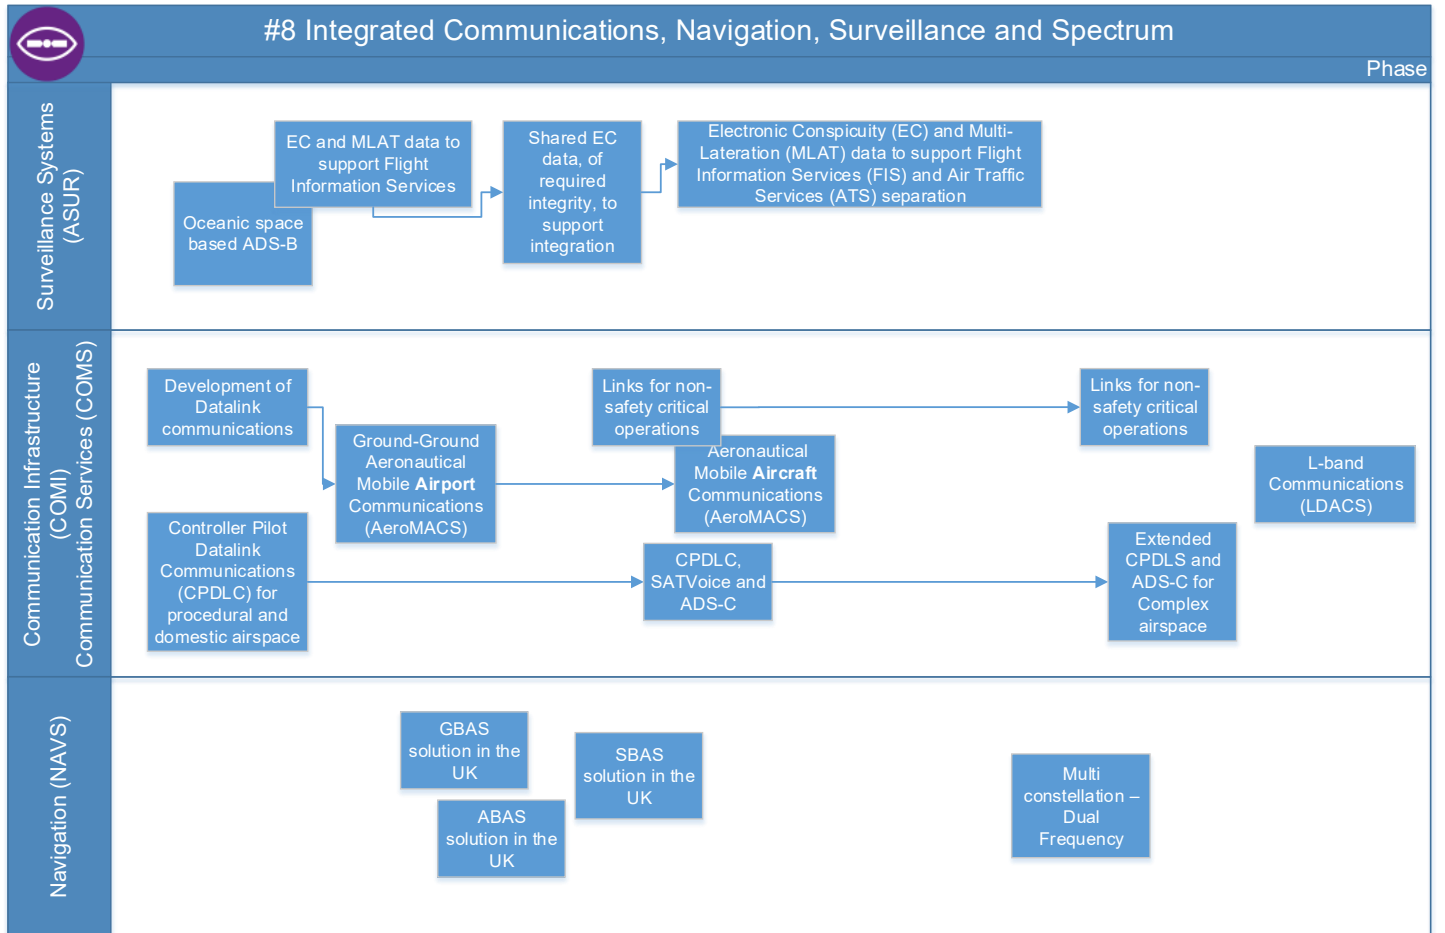 #8 Integrated Communications, Navigation, Surveillance and Spectrum
Phase
Surveillance Systems
(ASUR)
EC and MLAT data to
support Flight
Information Services
Oceanic space
based ADS-B
Shared EC
data, of
required
integrity, to
support
integration
Electronic Conspicuity (EC) and Multi-
Lateration (MLAT) data to support Flight
Information Services (FIS) and Air Traffic
Services (ATS) separation
Communication Infrastructure
(COMI)
Communication Services (COMS)
Development of
Datalink
communications
Ground-Ground
Aeronautical
Mobile Airport
Communications
(AeroMACS)
Links for non-
safety critical
operations
Aeronautical
Mobile Aircraft
Communications
(AeroMACS)
Links for non-
safety critical
operations
L-band
Communications
(LDACS)
Controller Pilot
Datalink
Communications
(CPDLC) for
procedural and
domestic airspace
CPDLC,
SATVoice and
ADS-C
Extended
CPDLS and
ADS-C for
Complex
airspace
Navigation (NAVS)
GBAS
solution in the
UK
ABAS
solution in the
UK
SBAS
solution in the
UK
Multi
constellation –
Dual
Frequency